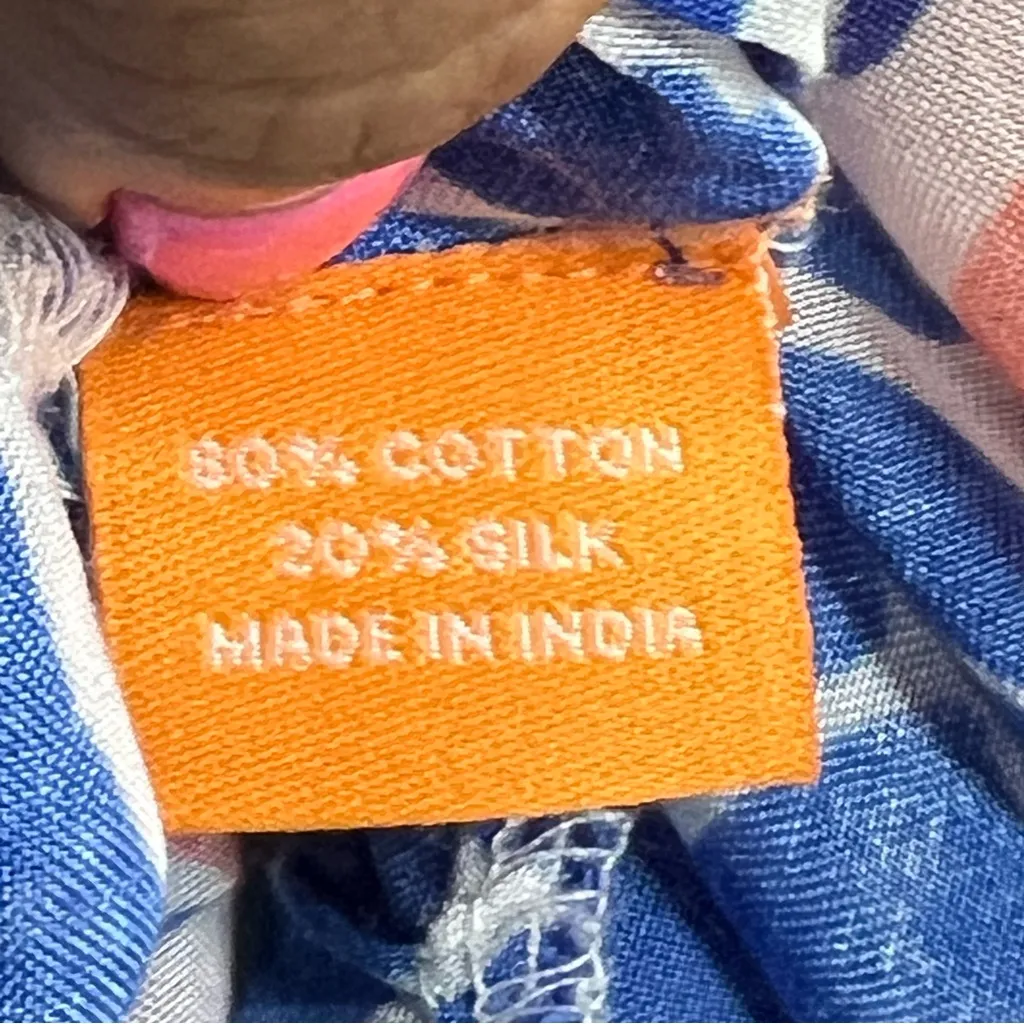 80% COTTON
20% SILK
MADE IN INDIA